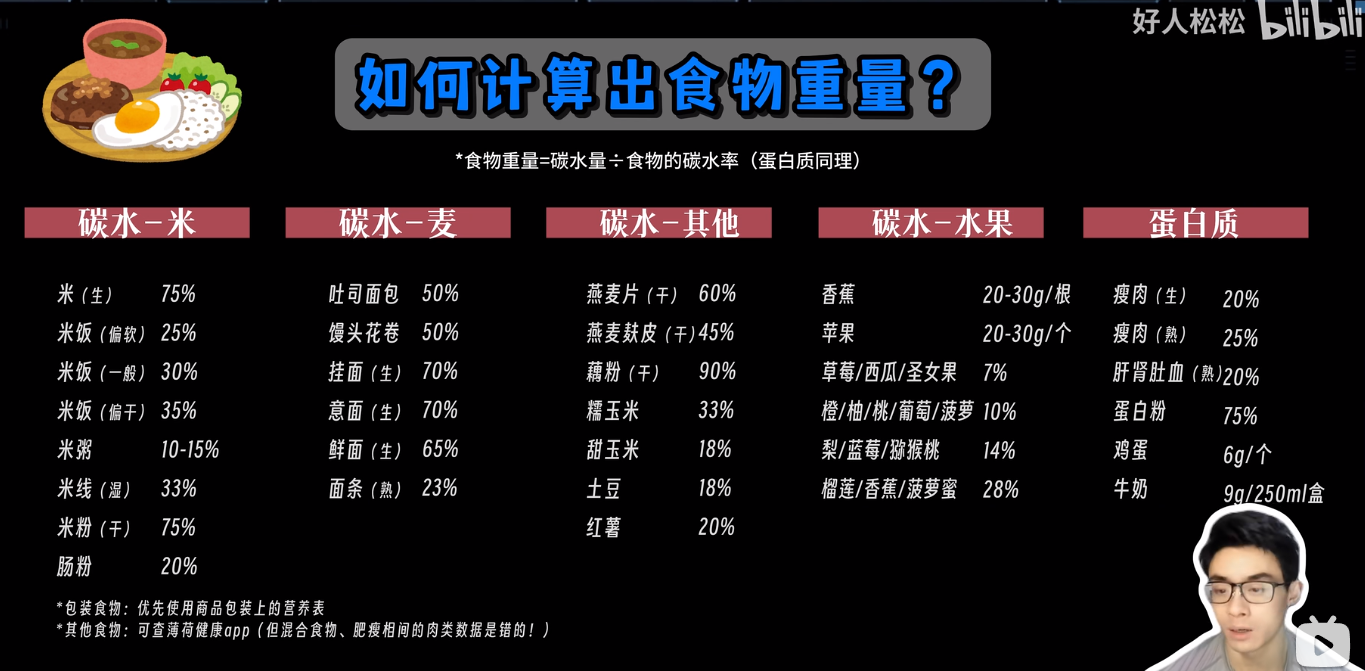 好人松松 bilibili
如何计算出食物重量？
*食物重量=碳水量÷食物的碳水率（蛋白质同理）
碳水-米
米（生） 75%
米饭（偏软） 25%
米饭（一般） 30%
米饭（偏干） 35%
米粥 10-15%
米线（湿） 33%
米粉（干） 75%
肠粉 20%
碳水-麦
吐司面包 50%
馒头花卷 50%
挂面（生） 70%
意面（生） 70%
鲜面（生） 65%
面条（熟） 23%
碳水-其他
燕麦片（干） 60%
燕麦麸皮（干）45%
藕粉（干） 90%
糯玉米 33%
甜玉米 18%
土豆 18%
红薯 20%
碳水-水果
香蕉 20-30g/根
苹果 20-30g/个
草莓/西瓜/圣女果 7%
橙/柚/桃/葡萄/菠萝 10%
梨/蓝莓/猕猴桃 14%
榴莲/香蕉/菠萝蜜 28%
蛋白质
瘦肉（生） 20%
瘦肉（熟） 25%
肝肾肚血（熟）20%
蛋白粉 75%
鸡蛋 6g/个
牛奶 9g/250ml盒
*包装食物：优先使用商品包装上的营养表
*其他食物：可查薄荷健康app（但混合食物、肥瘦相间的肉类数据是错的！）